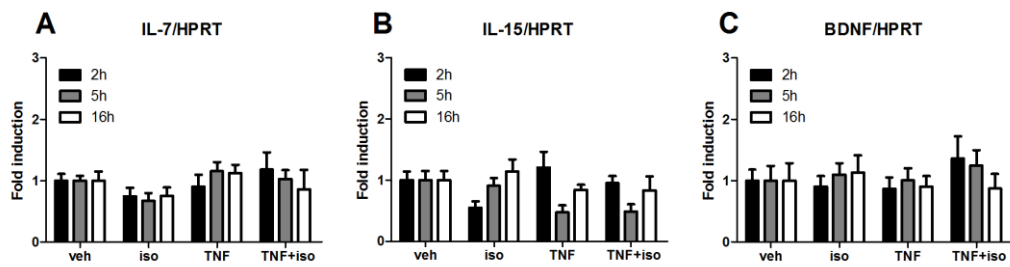 A
IL-7/HPRT
Fold induction
3
2
1
0
2h
5h
16h
veh iso TNF TNF+iso
B
IL-15/HPRT
Fold induction
3
2
1
0
2h
5h
16h
veh iso TNF TNF+iso
C
BDNF/HPRT
Fold induction
3
2
1
0
2h
5h
16h
veh iso TNF TNF+iso